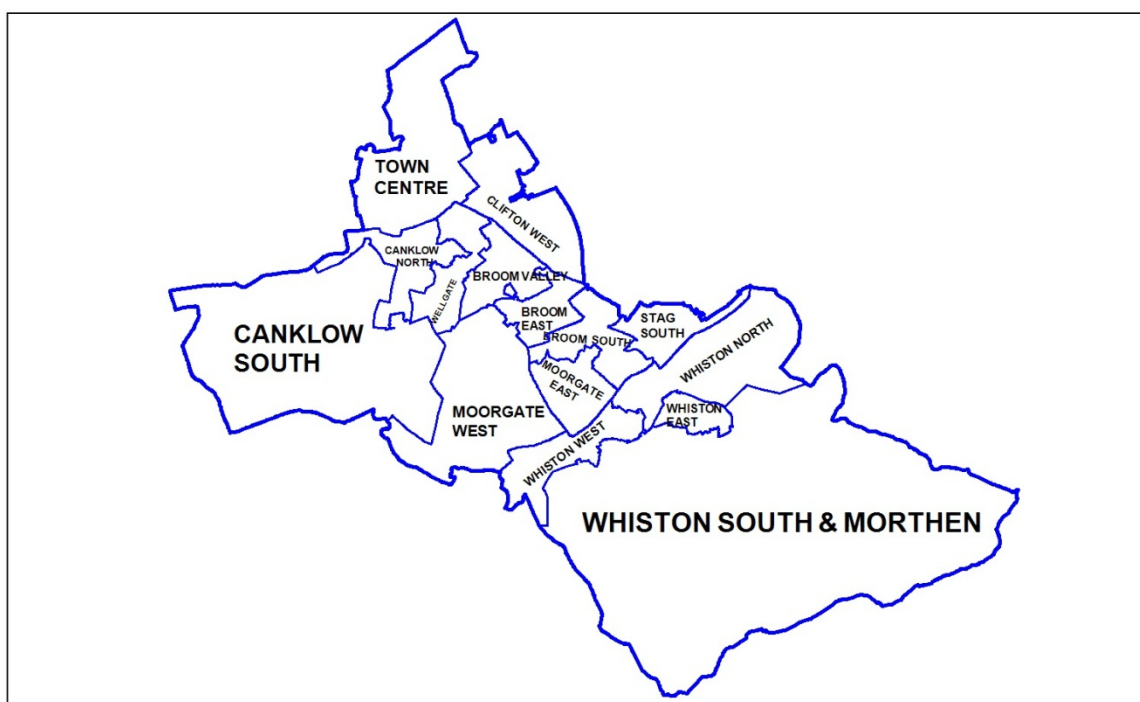 TOWN
CENTRE
CLIFTON WEST
CANKLOW
NORTH
BROOM VALLEY
WELLGATE
BROOM
EAST
STAG
SOUTH
BROOM SOUTH
CANKLOW
SOUTH
WHISTON NORTH
MOORGATE
EAST
MOORGATE
WEST
WHISTON
EAST
WHISTON WEST
WHISTON SOUTH & MORTHEN